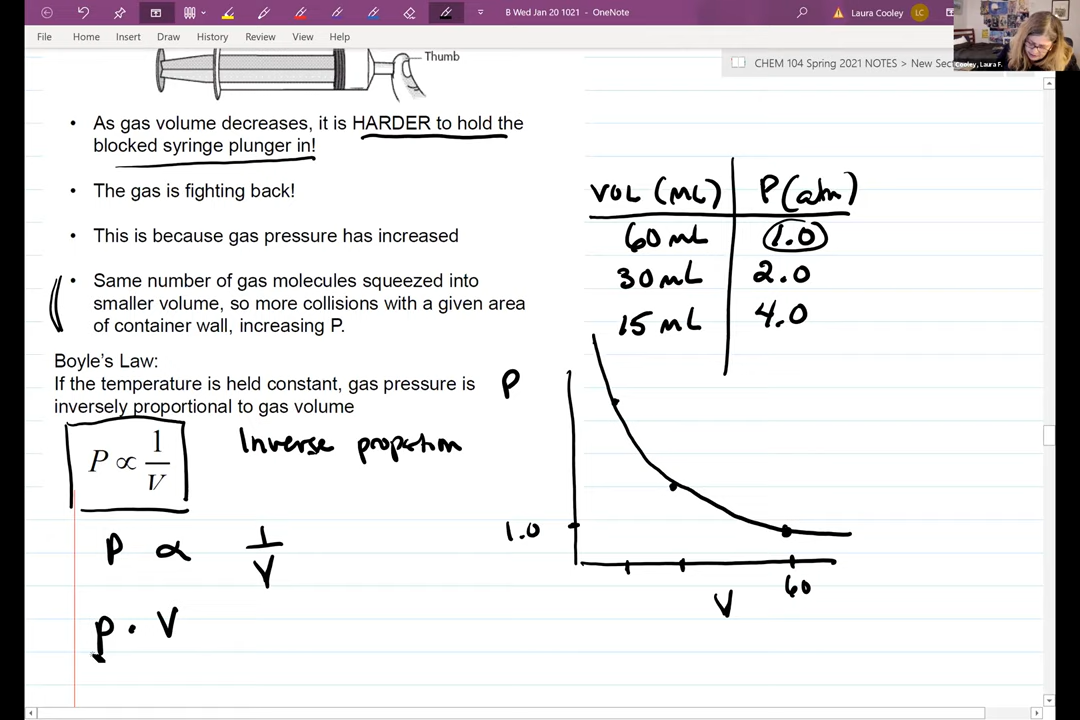 B Wed Jan 20 1021 - OneNote
Laura Cooley
LC
File Home Insert Draw History Review View Help
Cooley, Laura F.
CHEM 104 Spring 2021 NOTES > New Sec
Thumb
• As gas volume decreases, it is HARDER to hold the
blocked syringe plunger in!
• The gas is fighting back!
• This is because gas pressure has increased
• Same number of gas molecules squeezed into
smaller volume, so more collisions with a given area
of container wall, increasing P.
Boyle's Law:
If the temperature is held constant, gas pressure is
inversely proportional to gas volume
P ∝ 1/V
Inverse proportion
P ∝ 1/V
P · V
VOL (mL) P(atm)
60 mL 1.0
30 mL 2.0
15 mL 4.0
P
1.0
60
V